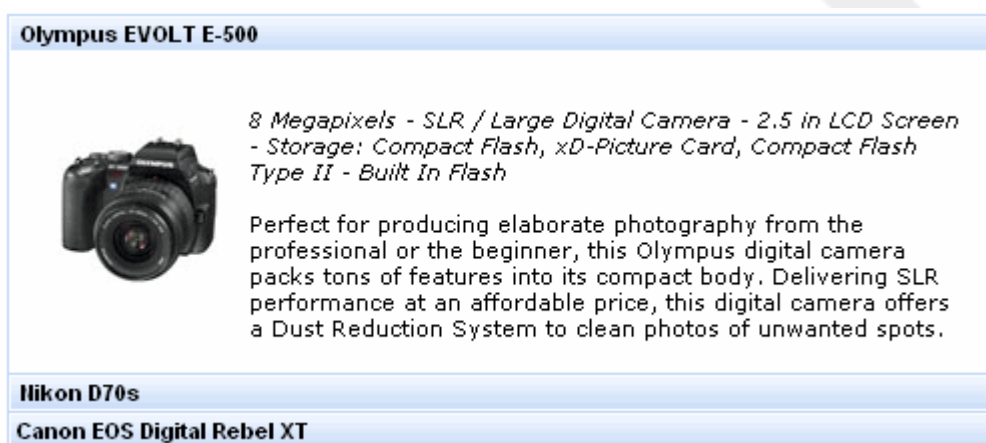 Olympus EVOLT E-500
8 Megapixels - SLR / Large Digital Camera - 2.5 in LCD Screen
- Storage: Compact Flash, xD-Picture Card, Compact Flash
Type II - Built In Flash
Perfect for producing elaborate photography from the
professional or the beginner, this Olympus digital camera
packs tons of features into its compact body. Delivering SLR
performance at an affordable price, this digital camera offers
a Dust Reduction System to clean photos of unwanted spots.
OLYMPUS
Nikon D70s
Canon EOS Digital Rebel XT